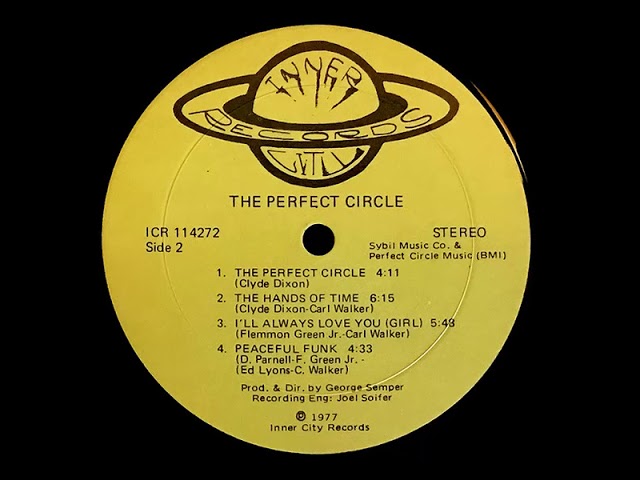 INNER
RECORDS
CITY
THE PERFECT CIRCLE
ICR 114272
Side 2
STEREO
Sybil Music Co. &
Perfect Circle Music (BMI)
1. THE PERFECT CIRCLE 4:11
(Clyde Dixon)
2. THE HANDS OF TIME 6:15
(Clyde Dixon-Carl Walker)
3. I'LL ALWAYS LOVE YOU (GIRL) 5:43
(Flemmon Green Jr.-Carl Walker)
4. PEACEFUL FUNK 4:33
(D. Parnell-F. Green Jr. -
(Ed Lyons-C. Walker)
Prod. & Dir. by George Semper
Recording Eng: Joel Soifer
℗ 1977
Inner City Records